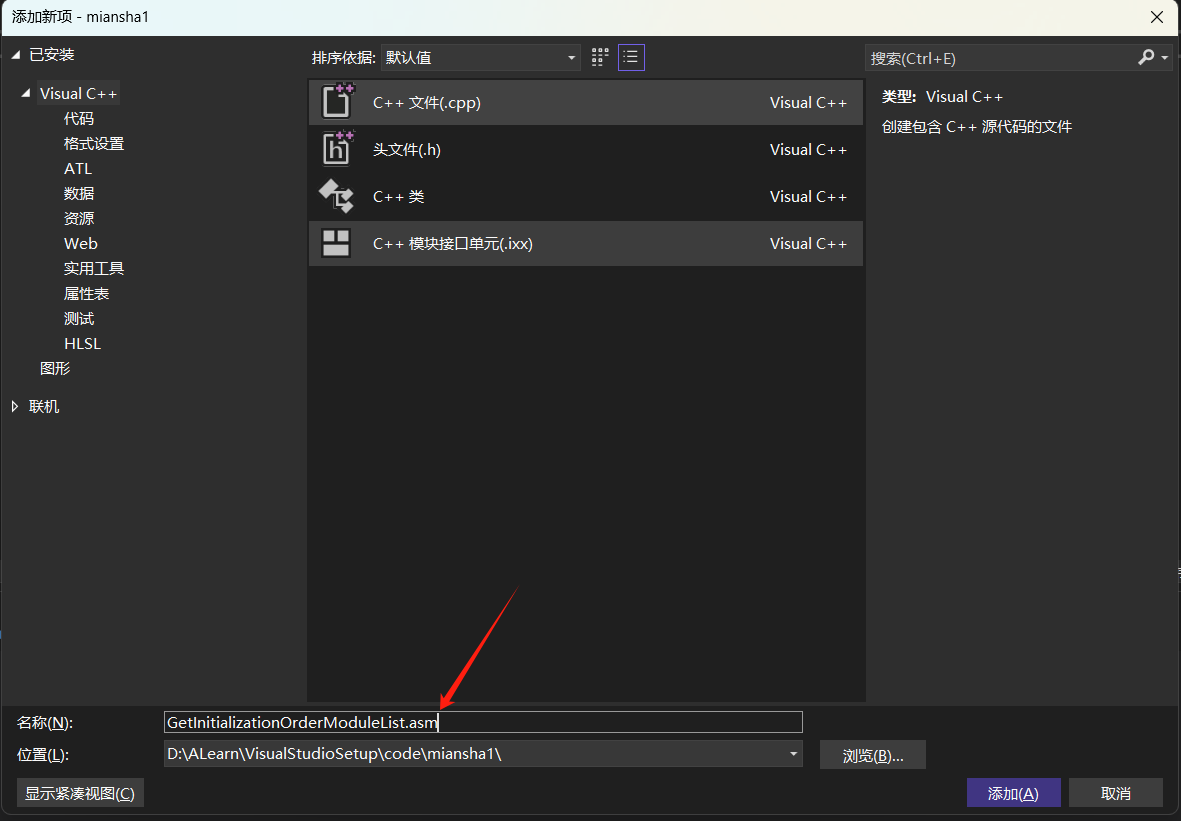 添加新项 - miansha1
已安装
Visual C++
代码
格式设置
ATL
数据
资源
Web
实用工具
属性表
测试
HLSL
图形
联机
排序依据: 默认值
C++ 文件(.cpp) Visual C++
头文件(.h) Visual C++
C++ 类 Visual C++
C++ 模块接口单元(.ixx) Visual C++
搜索(Ctrl+E)
类型: Visual C++
创建包含 C++ 源代码的文件
名称(N): GetInitializationOrderModuleList.asm
位置(L): D:\ALearn\VisualStudioSetup\code\miansha1\
浏览(B)...
显示紧凑视图(C)
添加(A)
取消